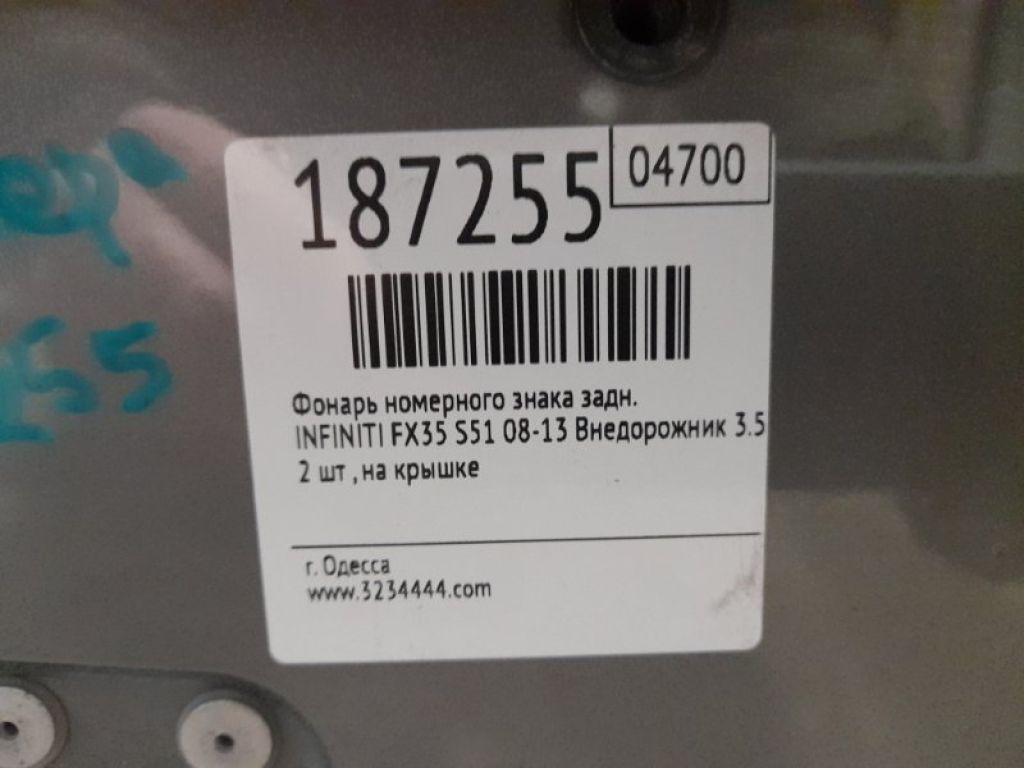 187255
04700
Фонарь номерного знака задн.
INFINITI FX35 S51 08-13 Внедорожник 3.5
2 шт , на крышке
г. Одесса
www.3234444.com